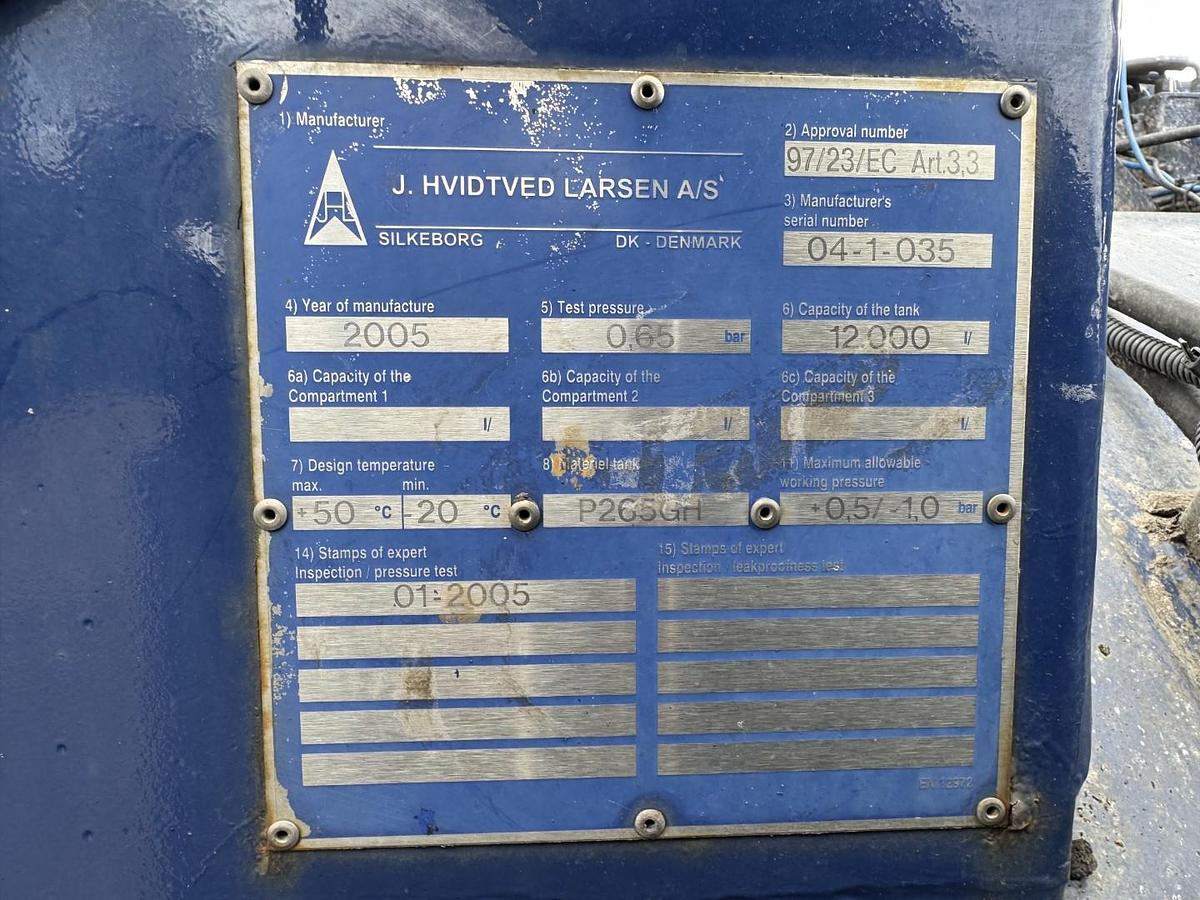 1) Manufacturer
J. HVIDTVED LARSEN A/S
SILKEBORG DK - DENMARK
2) Approval number
97/23/EC Art.3,3
3) Manufacturer's
serial number
04-1-035
4) Year of manufacture
2005
5) Test pressure
0,65 bar
6) Capacity of the tank
12.000 l/
6a) Capacity of the
Compartment 1
l/
6b) Capacity of the
Compartment 2
l/
6c) Capacity of the
Compartment 3
l/
7) Design temperature
max. min.
+50 °C -20 °C
8) Materiel tank
P265GH
11) Maximum allowable
working pressure
+0,5/ -1,0 bar
14) Stamps of expert
Inspection / pressure test
01-2005
15) Stamps of expert
Inspection / leakproofness test